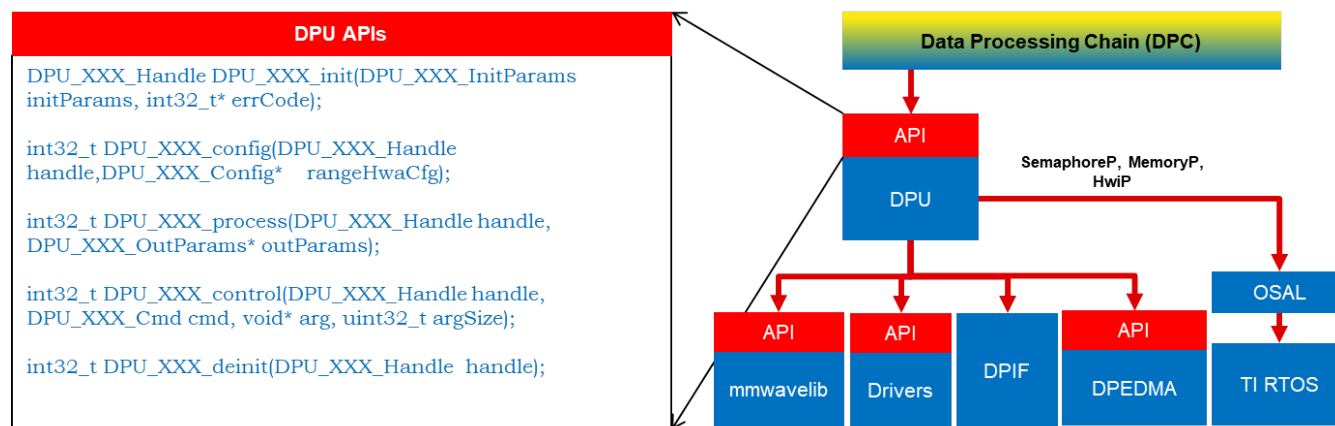 DPU APIs
DPU_XXX_Handle DPU_XXX_init(DPU_XXX_InitParams
initParams, int32_t* errCode);
int32_t DPU_XXX_config(DPU_XXX_Handle
handle,DPU_XXX_Config* rangeHwaCfg);
int32_t DPU_XXX_process(DPU_XXX_Handle handle,
DPU_XXX_OutParams* outParams);
int32_t DPU_XXX_control(DPU_XXX_Handle handle,
DPU_XXX_Cmd cmd, void* arg, uint32_t argSize);
int32_t DPU_XXX_deinit(DPU_XXX_Handle handle);
Data Processing Chain (DPC)
API
DPU
SemaphoreP, MemoryP,
HwiP
OSAL
API
mmwavelib
API
Drivers
DPIF
API
DPEDMA
TI RTOS